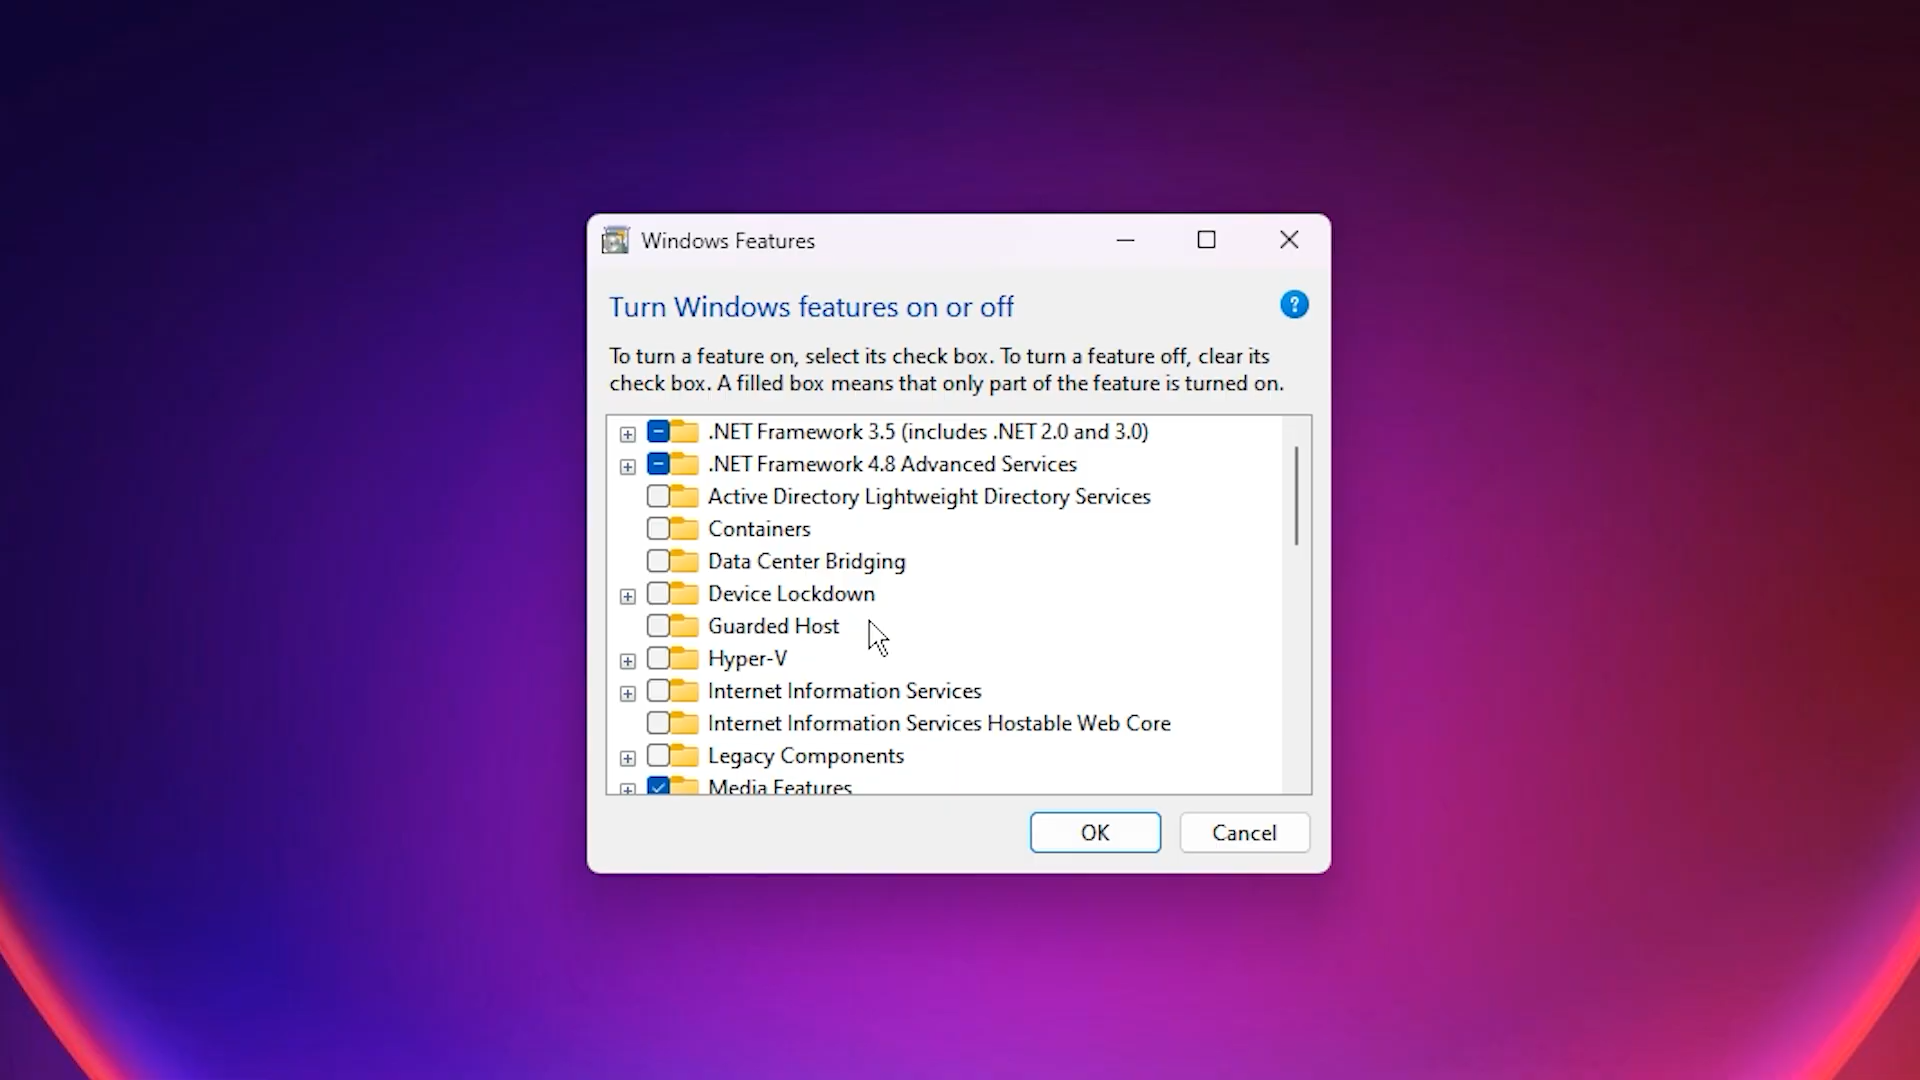 Windows Features
Turn Windows features on or off
?
To turn a feature on, select its check box. To turn a feature off, clear its
check box. A filled box means that only part of the feature is turned on.
.NET Framework 3.5 (includes .NET 2.0 and 3.0)
.NET Framework 4.8 Advanced Services
Active Directory Lightweight Directory Services
Containers
Data Center Bridging
Device Lockdown
Guarded Host
Hyper-V
Internet Information Services
Internet Information Services Hostable Web Core
Legacy Components
Media Features
OK Cancel